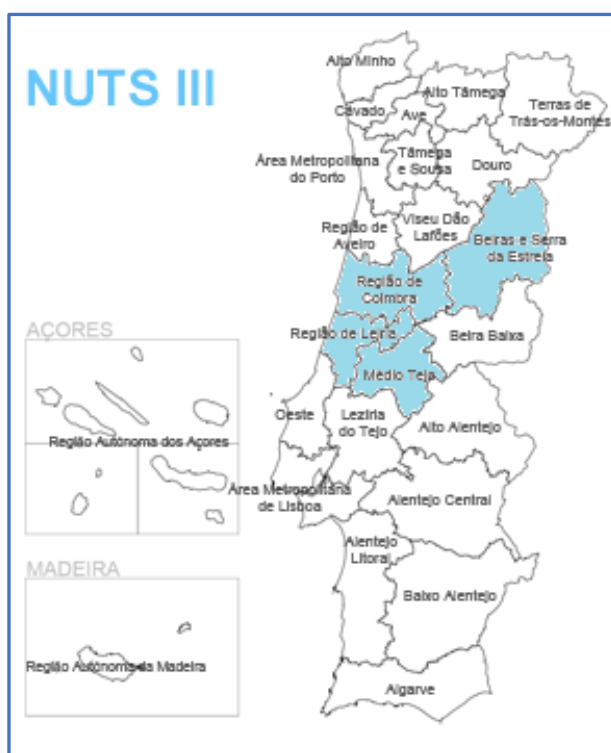 NUTS III
Alto Minho
Alto Tâmega
Terras de
Trás-os-Montes
Cávado
Ave
Área Metropolitana
do Porto
Tâmega
e Sousa
Douro
Região de
Aveiro
Viseu Dão
Lafões
Beiras e Serra
da Estrela
Região de
Coimbra
Região de Leiria
Beira Baixa
Médio Tejo
AÇORES
Região Autónoma dos Açores
Oeste
Lezíria
do Tejo
Alto Alentejo
Área Metropolitana
de Lisboa
Alentejo Central
Alentejo
Litoral
Baixo Alentejo
MADEIRA
Região Autónoma da Madeira
Algarve